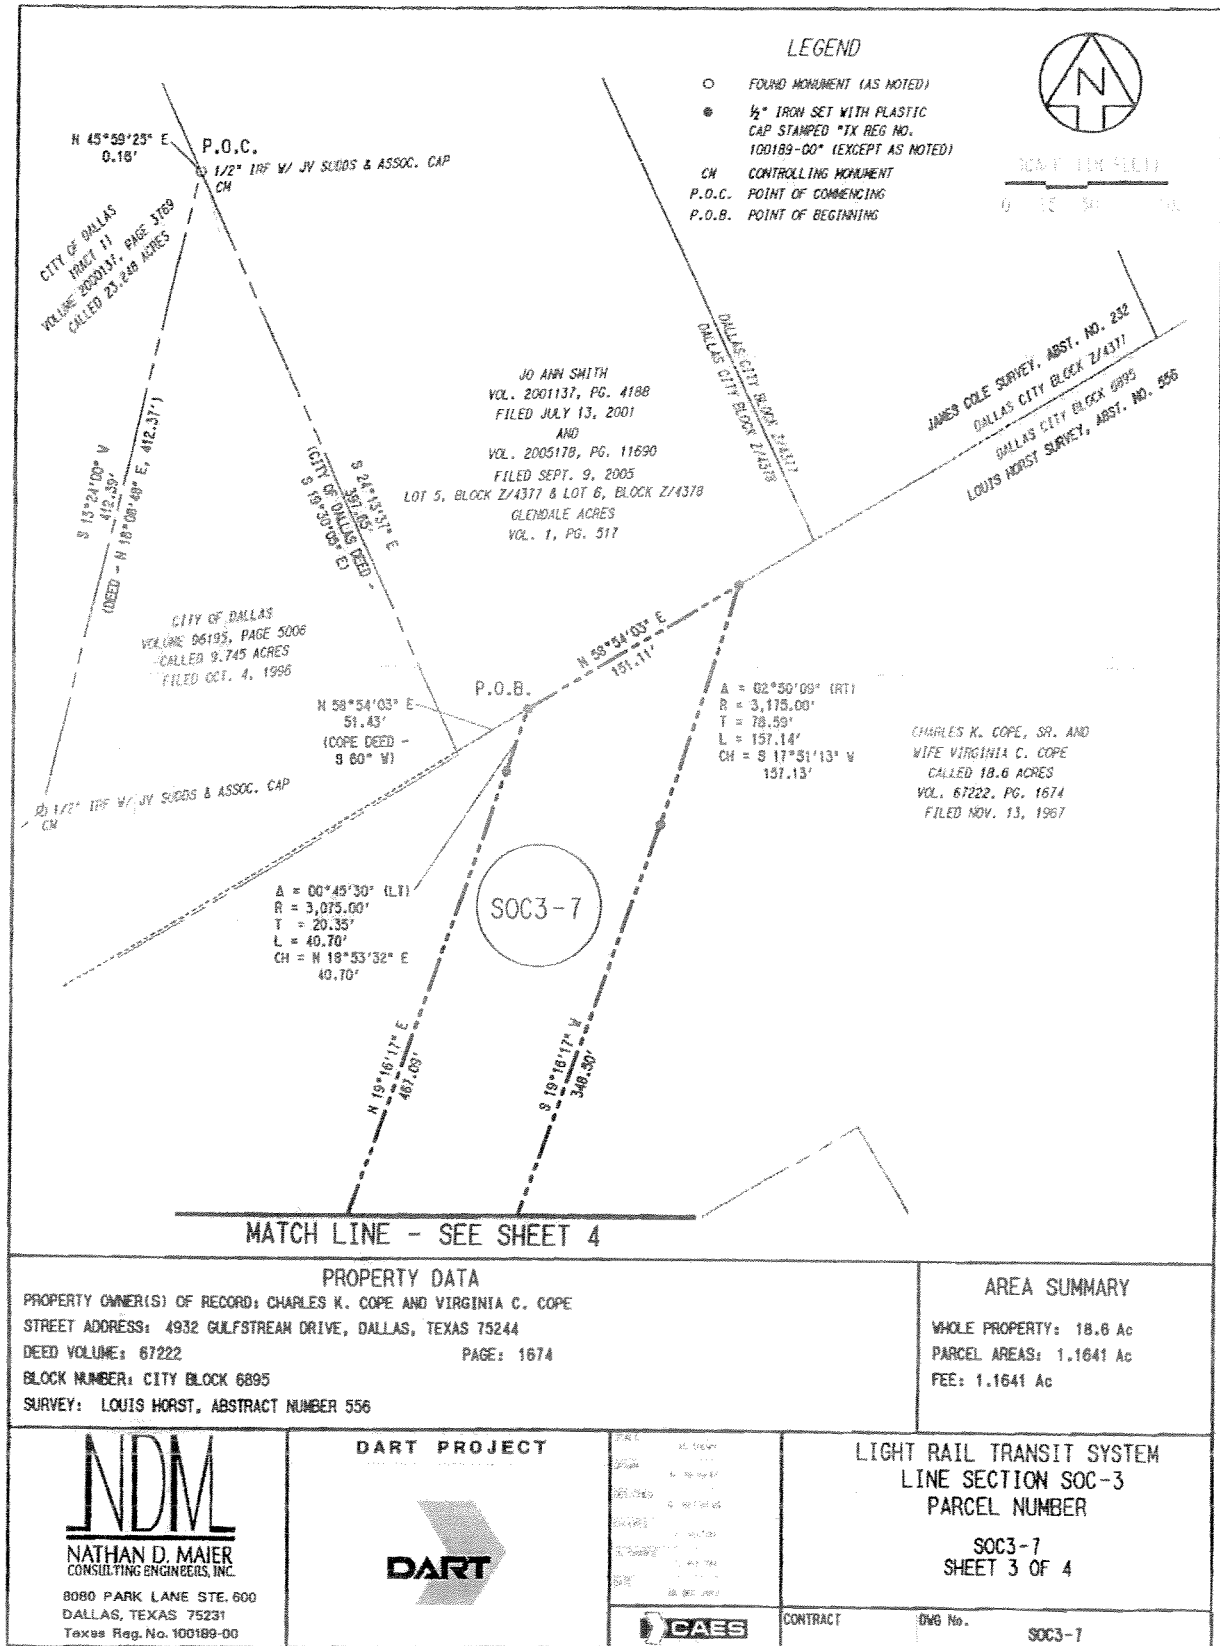 LEGEND
FOUND MONUMENT (AS NOTED)
½" IRON SET WITH PLASTIC
CAP STAMPED "TX REG NO.
100189-00" (EXCEPT AS NOTED)
CM CONTROLLING MONUMENT
P.O.C. POINT OF COMMENCING
P.O.B. POINT OF BEGINNING
N
N 45°59'25" E
0.16'
P.O.C.
1/2" IRF W/ JV SUDDS & ASSOC. CAP
CM
CITY OF DALLAS
TRACT 11
VOLUME 2000137, PAGE 3769
CALLED 23.248 ACRES
S 13°24'00" W
412.39'
(DEED - N 18°08'48" E, 412.37')
S 24°13'37" E
397.65'
(CITY OF DALLAS DEED -
S 19°30'05" E)
JO ANN SMITH
VOL. 2001137, PG. 4188
FILED JULY 13, 2001
AND
VOL. 2005178, PG. 11690
FILED SEPT. 9, 2005
LOT 5, BLOCK Z/4377 & LOT 6, BLOCK Z/4378
GLENDALE ACRES
VOL. 1, PG. 517
DALLAS CITY BLOCK Z/4377
DALLAS CITY BLOCK Z/4378
JAMES COLE SURVEY, ABST. NO. 232
DALLAS CITY BLOCK Z/4377
DALLAS CITY BLOCK 6895
LOUIS HORST SURVEY, ABST. NO. 556
CITY OF DALLAS
VOLUME 96195, PAGE 5006
CALLED 9.745 ACRES
FILED OCT. 4, 1996
N 58°54'03" E
51.43'
(COPE DEED -
S 60° W)
P.O.B.
N 58°54'03" E
151.11'
Δ = 02°50'09" (RT)
R = 3,175.00'
T = 78.59'
L = 157.14'
CH = S 17°51'13" W
157.13'
CHARLES K. COPE, SR. AND
WIFE VIRGINIA C. COPE
CALLED 18.6 ACRES
VOL. 67222, PG. 1674
FILED NOV. 13, 1967
1/2" IRF W/ JV SUDDS & ASSOC. CAP
CM
Δ = 00°45'30" (LT)
R = 3,075.00'
T = 20.35'
L = 40.70'
CH = N 18°53'32" E
40.70'
SOC3-7
N 19°16'17" E
467.09'
S 19°16'17" W
348.50'
MATCH LINE - SEE SHEET 4
PROPERTY DATA
PROPERTY OWNER(S) OF RECORD: CHARLES K. COPE AND VIRGINIA C. COPE
STREET ADDRESS: 4932 GULFSTREAM DRIVE, DALLAS, TEXAS 75244
DEED VOLUME: 67222 PAGE: 1674
BLOCK NUMBER: CITY BLOCK 6895
SURVEY: LOUIS HORST, ABSTRACT NUMBER 556
AREA SUMMARY
WHOLE PROPERTY: 18.6 Ac
PARCEL AREAS: 1.1641 Ac
FEE: 1.1641 Ac
NDM
NATHAN D. MAIER
CONSULTING ENGINEERS, INC.
8080 PARK LANE STE. 600
DALLAS, TEXAS 75231
Texas Reg. No. 100189-00
DART PROJECT
DART
CAES
LIGHT RAIL TRANSIT SYSTEM
LINE SECTION SOC-3
PARCEL NUMBER
SOC3-7
SHEET 3 OF 4
CONTRACT
DWG No.
SOC3-7